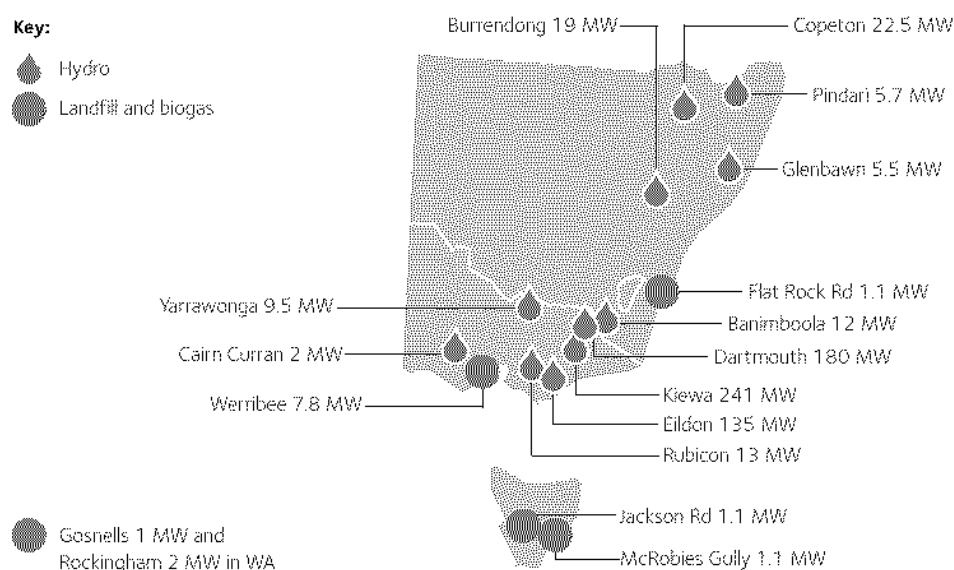 Key:
Hydro
Landfill and biogas
Burrendong 19 MW
Copeton 22.5 MW
Pindari 5.7 MW
Glenbawn 5.5 MW
Flat Rock Rd 1.1 MW
Yarrawonga 9.5 MW
Banimboola 12 MW
Cairn Curran 2 MW
Dartmouth 180 MW
Werribee 7.8 MW
Kiewa 241 MW
Eildon 135 MW
Rubicon 13 MW
Jackson Rd 1.1 MW
McRobies Gully 1.1 MW
Gosnells 1 MW and
Rockingham 2 MW in WA